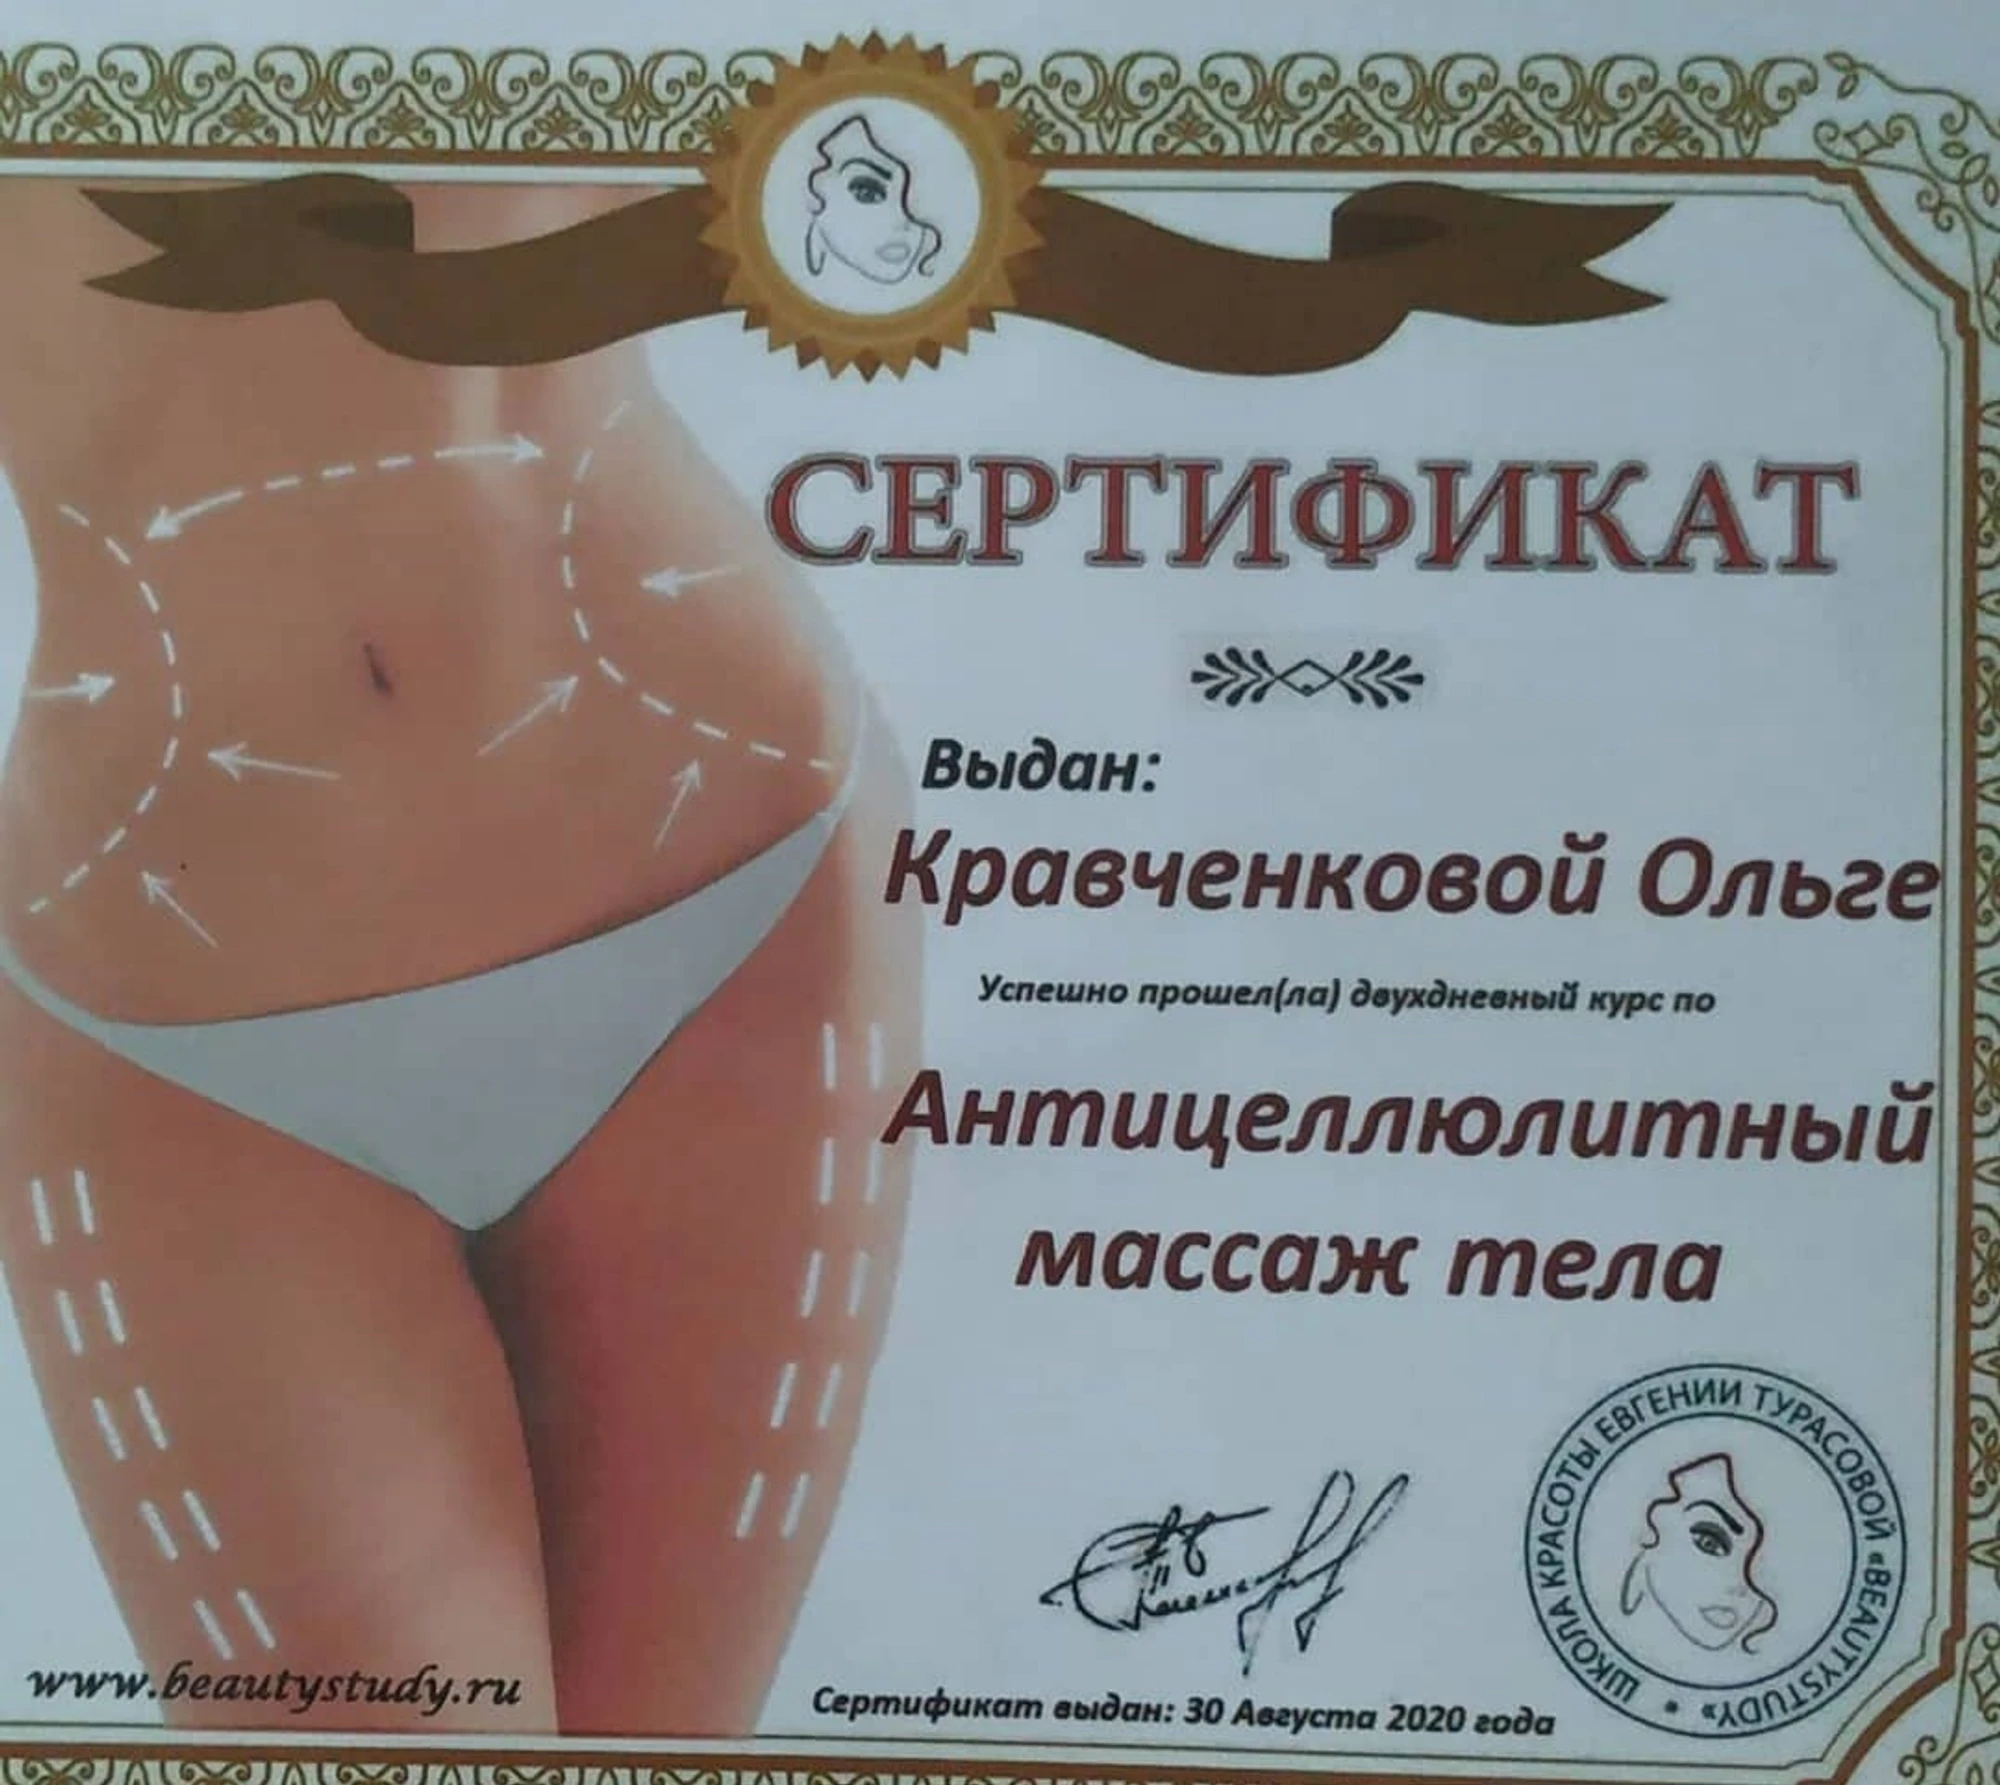 СЕРТИФИКАТ
Выдан:
Кравченковой Ольге
Успешно прошел(ла) двухдневный курс по
Антицеллюлитный
массаж тела
ШКОЛА КРАСОТЫ ЕВГЕНИИ ТУРАСОВОЙ «BEAUTYSTUDY»
www.beautystudy.ru
Сертификат выдан: 30 Августа 2020 года